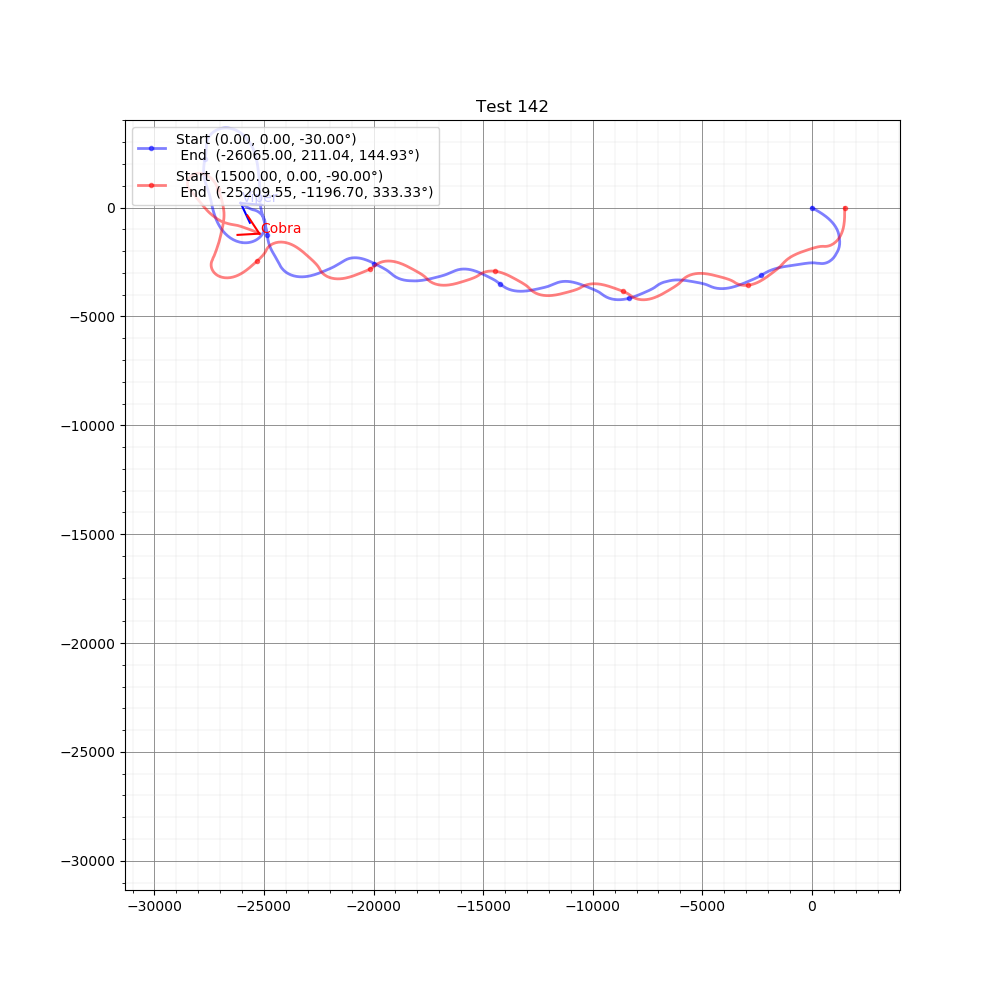 Test 142
Start (0.00, 0.00, -30.00°)
End (-26065.00, 211.04, 144.93°)
Start (1500.00, 0.00, -90.00°)
End (-25209.55, -1196.70, 333.33°)
Viper
Cobra
0
−5000
−10000
−15000
−20000
−25000
−30000
−30000 −25000 −20000 −15000 −10000 −5000 0